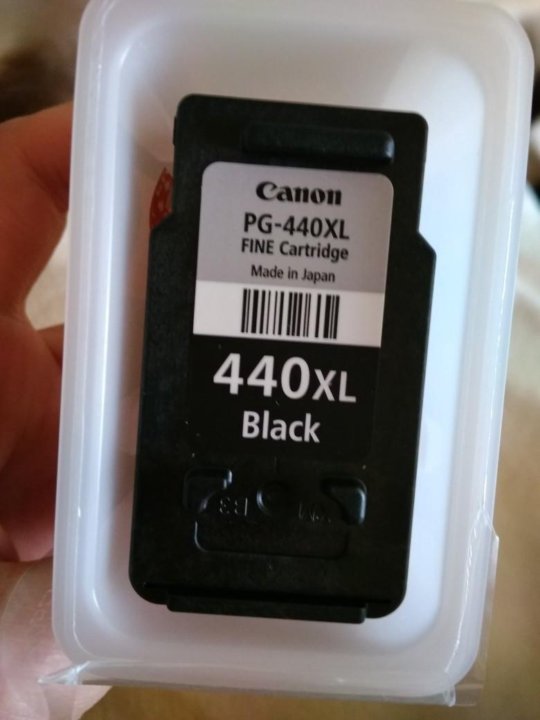 Canon
PG-440XL
FINE Cartridge
Made in Japan
440XL
Black